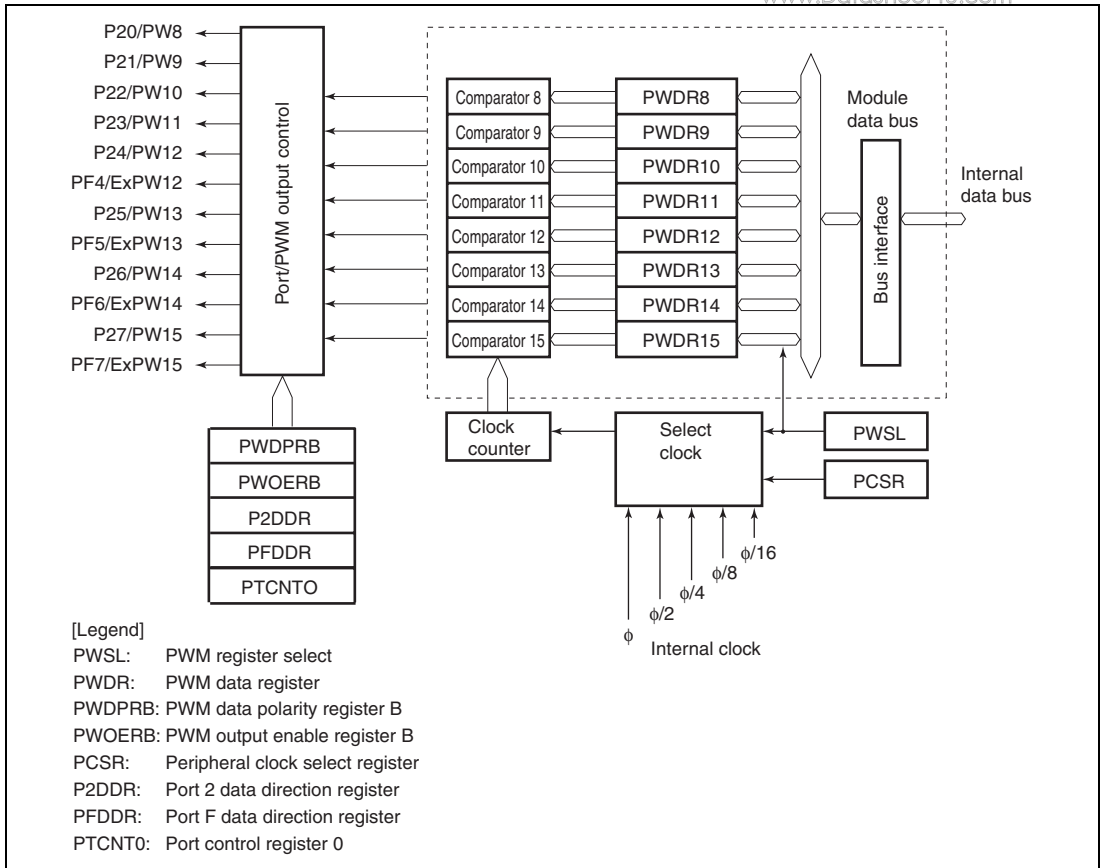 P20/PW8
P21/PW9
P22/PW10
P23/PW11
P24/PW12
PF4/ExPW12
P25/PW13
PF5/ExPW13
P26/PW14
PF6/ExPW14
P27/PW15
PF7/ExPW15
Port/PWM output control
Comparator 8
Comparator 9
Comparator 10
Comparator 11
Comparator 12
Comparator 13
Comparator 14
Comparator 15
PWDR8
PWDR9
PWDR10
PWDR11
PWDR12
PWDR13
PWDR14
PWDR15
Module
data bus
Bus interface
Internal
data bus
Clock
counter
Select
clock
PWSL
PCSR
φ/16
φ/8
φ/4
φ/2
φ
Internal clock
PWDPRB
PWOERB
P2DDR
PFDDR
PTCNTO
[Legend]
PWSL: PWM register select
PWDR: PWM data register
PWDPRB: PWM data polarity register B
PWOERB: PWM output enable register B
PCSR: Peripheral clock select register
P2DDR: Port 2 data direction register
PFDDR: Port F data direction register
PTCNT0: Port control register 0